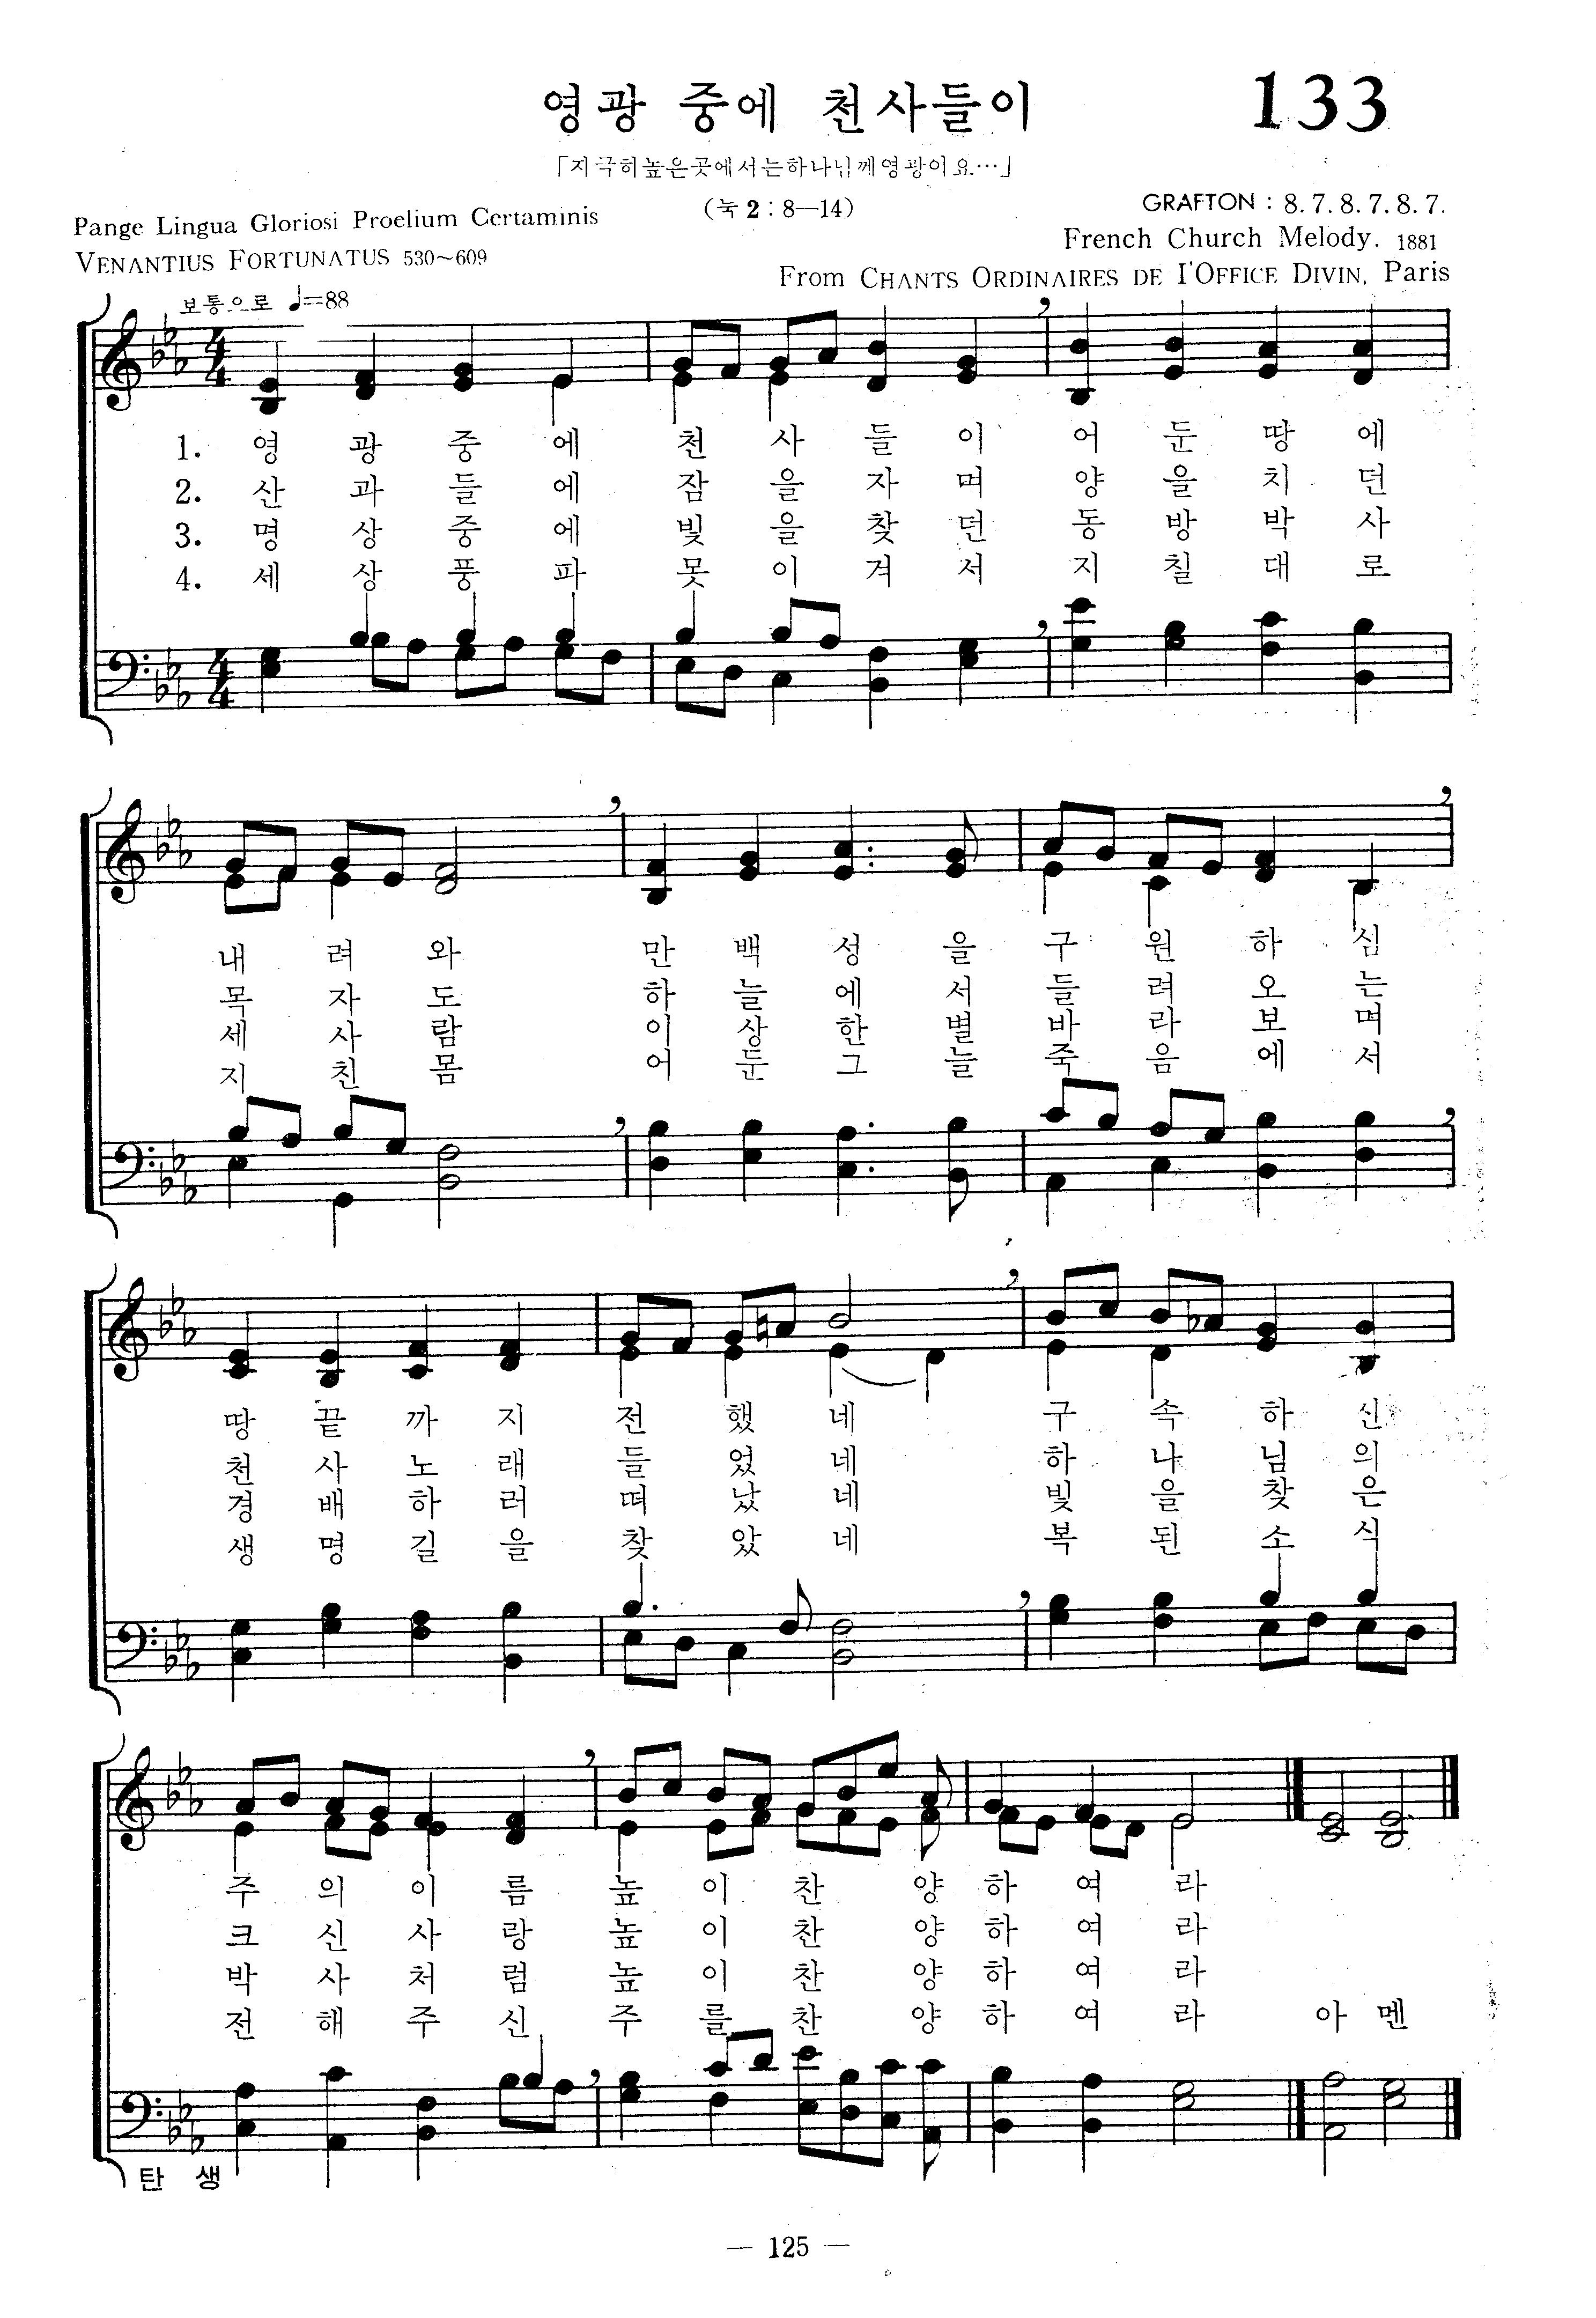 영광 중에 천사들이 133
「지극히높은곳에서는하나님께영광이요…」
(눅 2 : 8—14)
Pange Lingua Gloriosi Proelium Certaminis
VENANTIUS FORTUNATUS 530~609
GRAFTON : 8. 7. 8. 7. 8. 7.
French Church Melody. 1881
From CHANTS ORDINAIRES DE I'OFFICE DIVIN, Paris
보통으로 ♩=88
4/4
1. 영 광 중 에 천 사 들 이 어 둔 땅 에
2. 산 과 들 에 잠 을 자 며 양 을 치 던
3. 명 상 중 에 빛 을 찾 던 동 방 박 사
4. 세 상 풍 파 못 이 겨 서 지 칠 대 로
4/4
내 려 와 만 백 성 을 구 원 하 심
목 자 도 하 늘 에 서 들 려 오 는
세 사 람 이 상 한 별 바 라 보 며
지 친 몸 어 둔 그 늘 죽 음 에 서
땅 끝 까 지 전 했 네 구 속 하 신
천 사 노 래 들 었 네 하 나 님 의
경 배 하 러 떠 났 네 빛 을 찾 은
생 명 길 을 찾 았 네 복 된 소 식
주 의 이 름 높 이 찬 양 하 여 라
크 신 사 랑 높 이 찬 양 하 여 라
박 사 처 럼 높 이 찬 양 하 여 라
전 해 주 신 주 를 찬 양 하 여 라 아 멘
탄 생
— 125 —